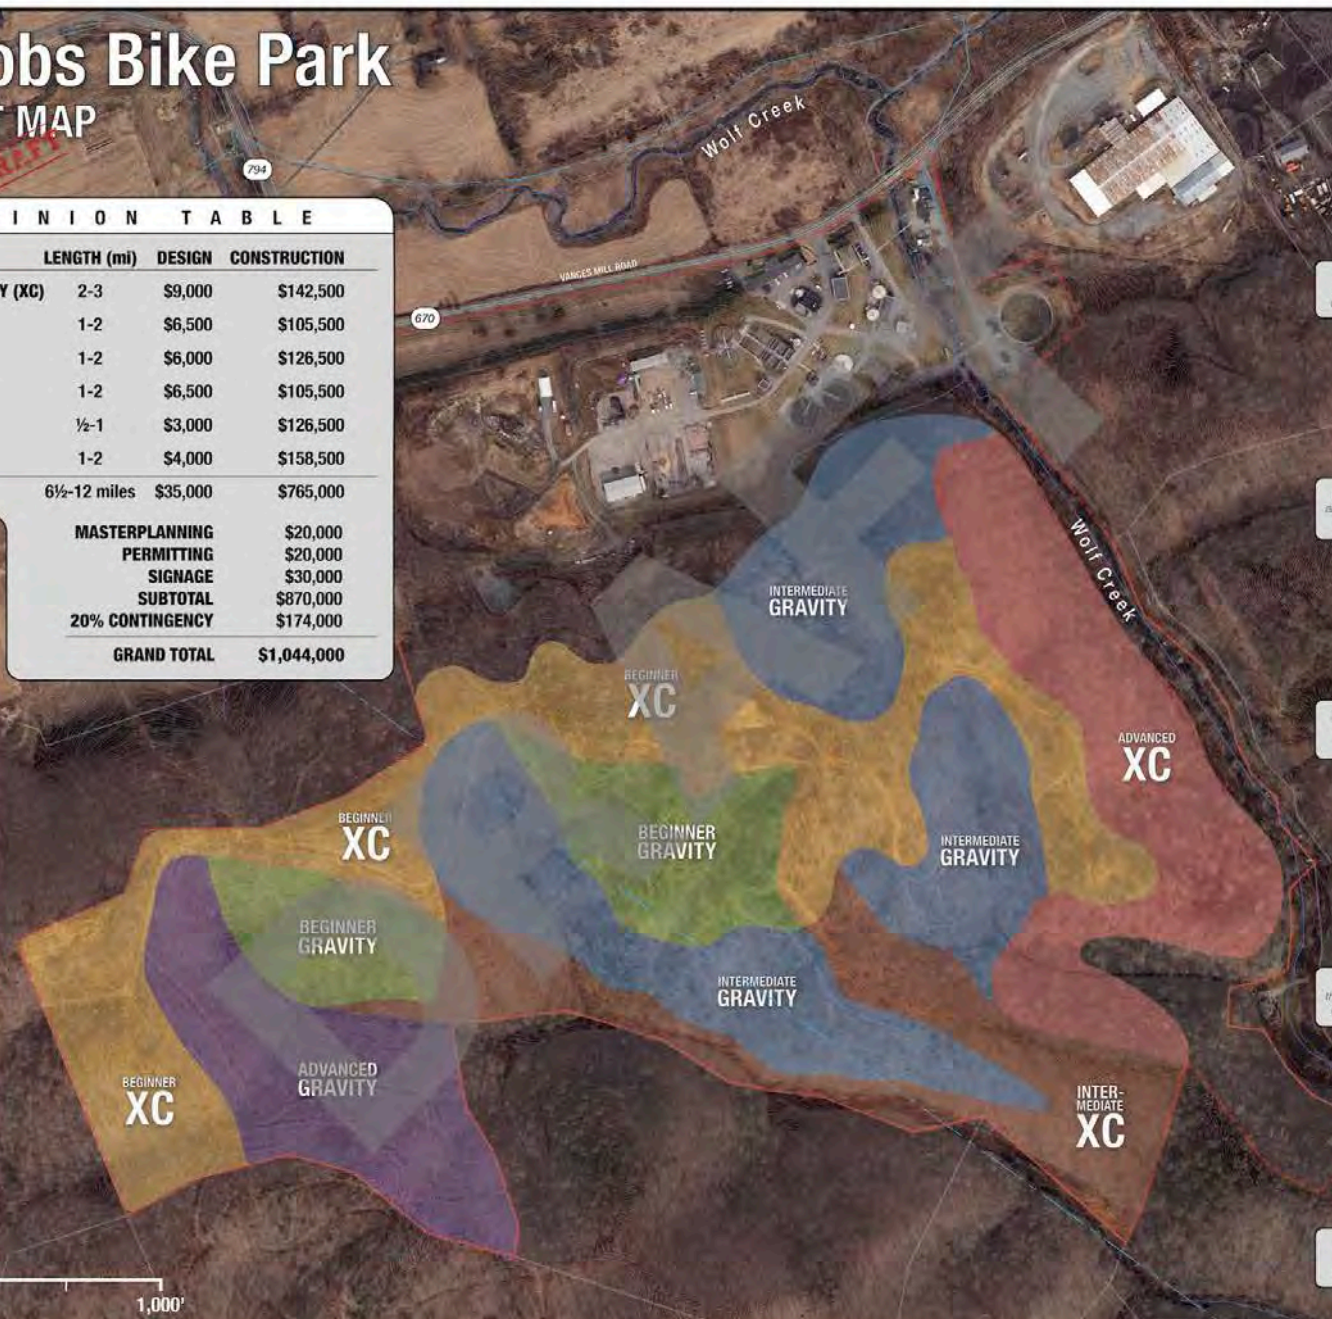 obs Bike Park
T MAP
RAFT
794
I N I O N   T A B L E
LENGTH (mi) DESIGN CONSTRUCTION
Y (XC) 2-3 $9,000 $142,500
1-2 $6,500 $105,500
1-2 $6,000 $126,500
1-2 $6,500 $105,500
½-1 $3,000 $126,500
1-2 $4,000 $158,500
6½-12 miles $35,000 $765,000
MASTERPLANNING $20,000
PERMITTING $20,000
SIGNAGE $30,000
SUBTOTAL $870,000
20% CONTINGENCY $174,000
GRAND TOTAL $1,044,000
Wolf Creek
VANCES MILL ROAD
670
Wolf Creek
INTERMEDIATE
GRAVITY
BEGINNER
XC
ADVANCED
XC
BEGINNER
XC
BEGINNER
GRAVITY
INTERMEDIATE
GRAVITY
BEGINNER
GRAVITY
INTERMEDIATE
GRAVITY
ADVANCED
GRAVITY
BEGINNER
XC
INTER-
MEDIATE
XC
1,000'